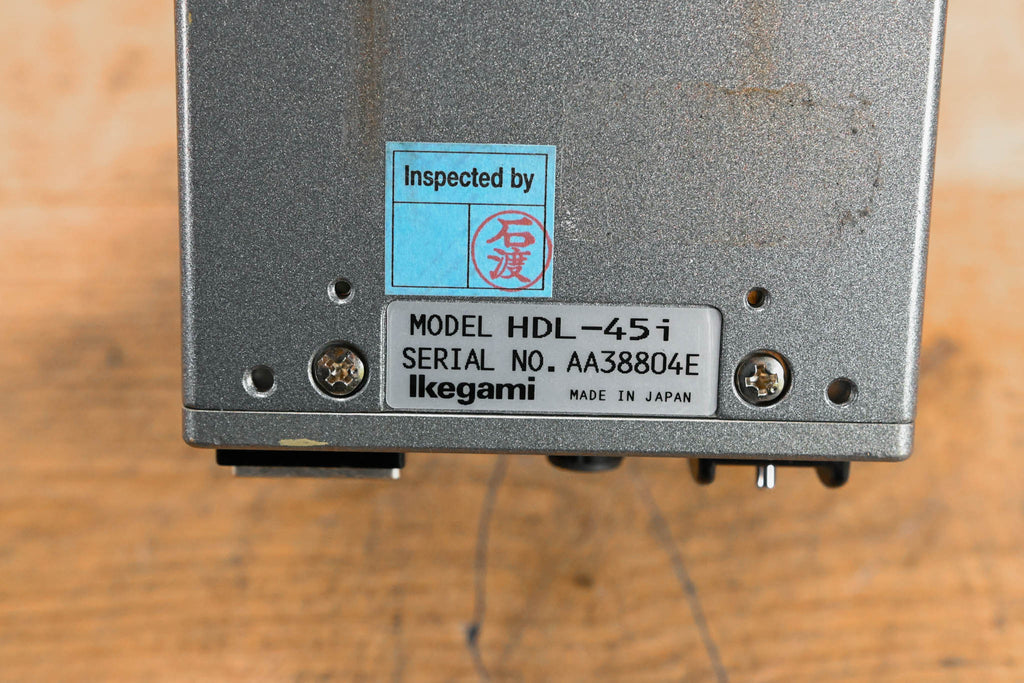 Inspected by
石渡
MODEL HDL-45i
SERIAL NO. AA38804E
Ikegami MADE IN JAPAN